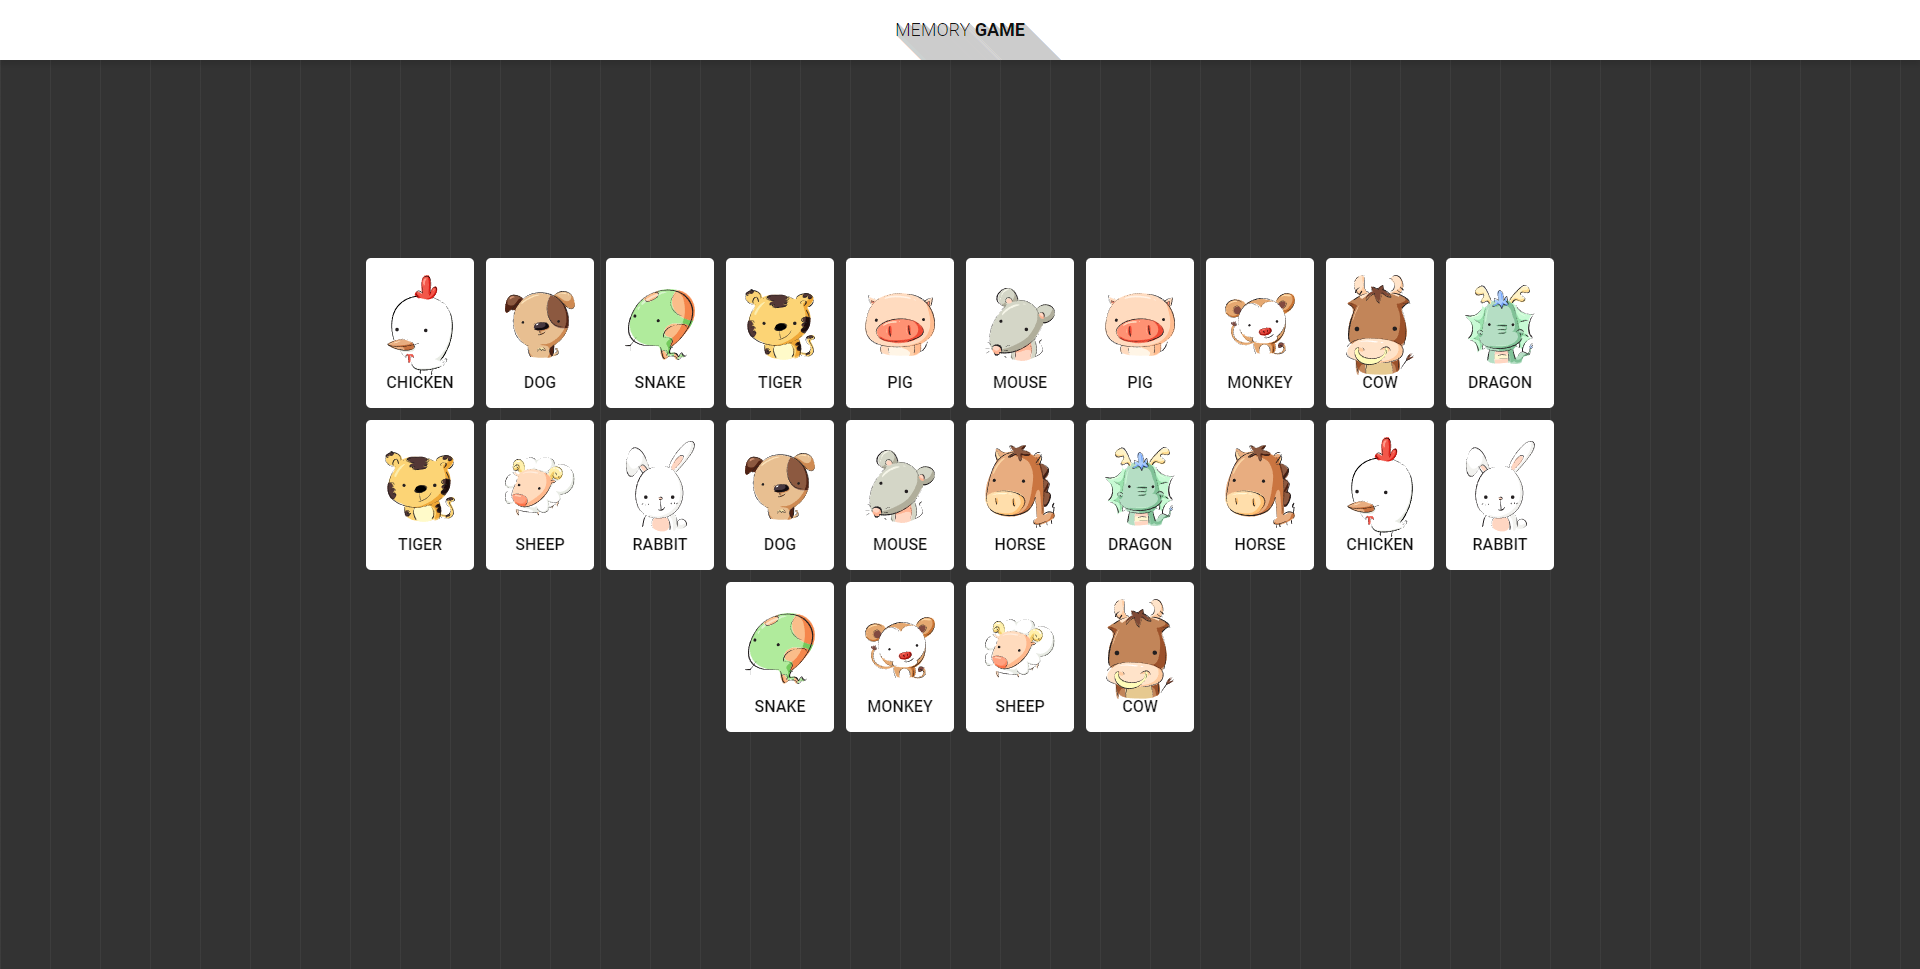 MEMORY GAME
CHICKEN DOG SNAKE TIGER PIG MOUSE PIG MONKEY COW DRAGON
TIGER SHEEP RABBIT DOG MOUSE HORSE DRAGON HORSE CHICKEN RABBIT
SNAKE MONKEY SHEEP COW